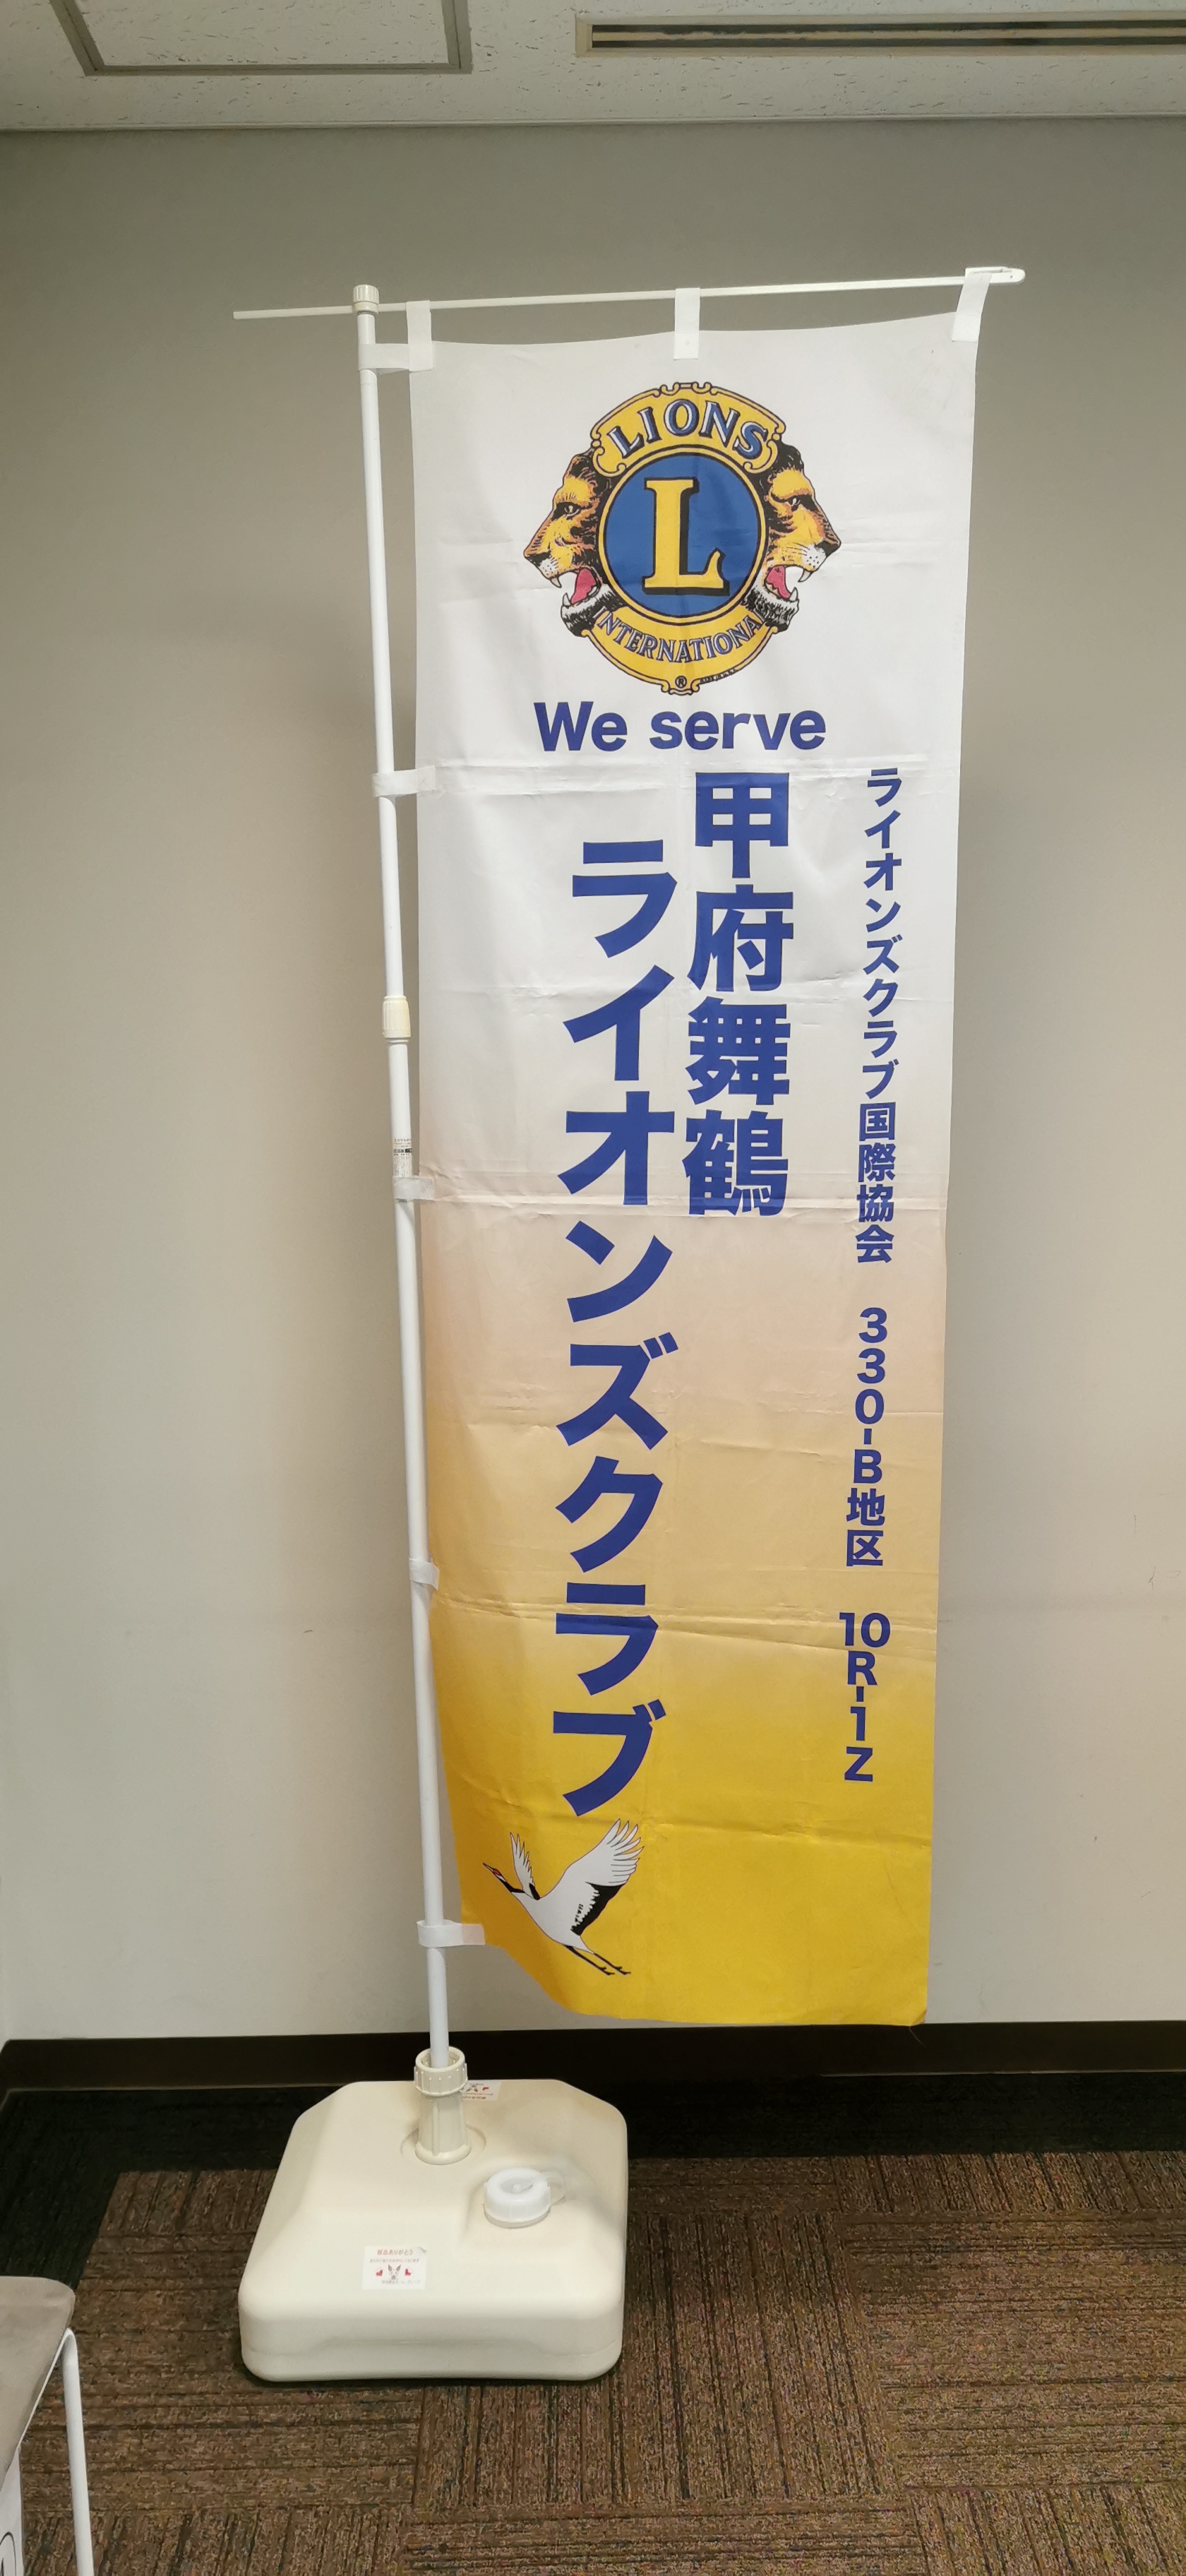 LIONS
L
INTERNATIONAL
®
We serve
ライオンズクラブ国際協会 330-B地区 10R-1Z
甲府舞鶴
ライオンズクラブ